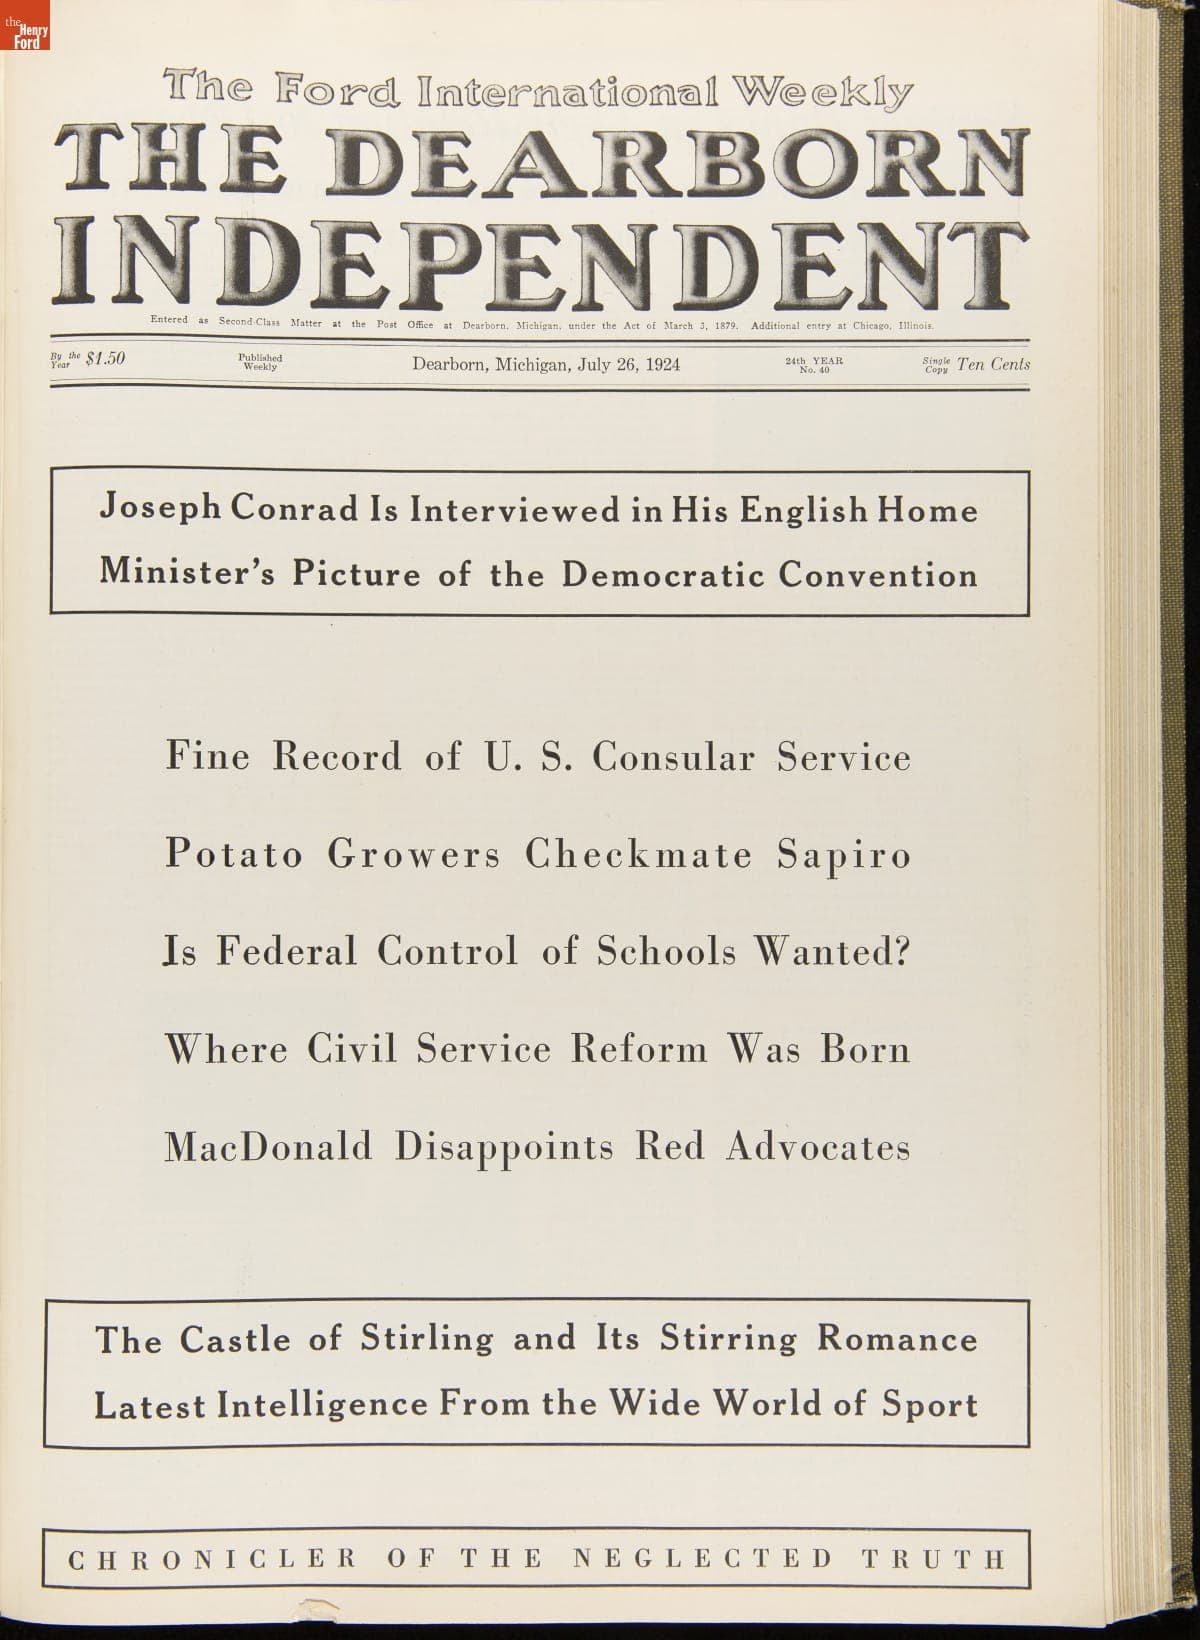 the
Henry
Ford
The Ford International Weekly
THE DEARBORN
INDEPENDENT
Entered as Second-Class Matter at the Post Office at Dearborn, Michigan, under the Act of March 3, 1879. Additional entry at Chicago, Illinois.
By the Year $1.50 Published Weekly Dearborn, Michigan, July 26, 1924 24th YEAR No. 40 Single Copy Ten Cents
Joseph Conrad Is Interviewed in His English Home
Minister's Picture of the Democratic Convention
Fine Record of U. S. Consular Service
Potato Growers Checkmate Sapiro
Is Federal Control of Schools Wanted?
Where Civil Service Reform Was Born
MacDonald Disappoints Red Advocates
The Castle of Stirling and Its Stirring Romance
Latest Intelligence From the Wide World of Sport
CHRONICLER OF THE NEGLECTED TRUTH